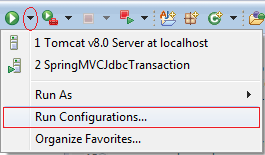 1 Tomcat v8.0 Server at localhost
2 SpringMVCJdbcTransaction
Run As
Run Configurations...
Organize Favorites...